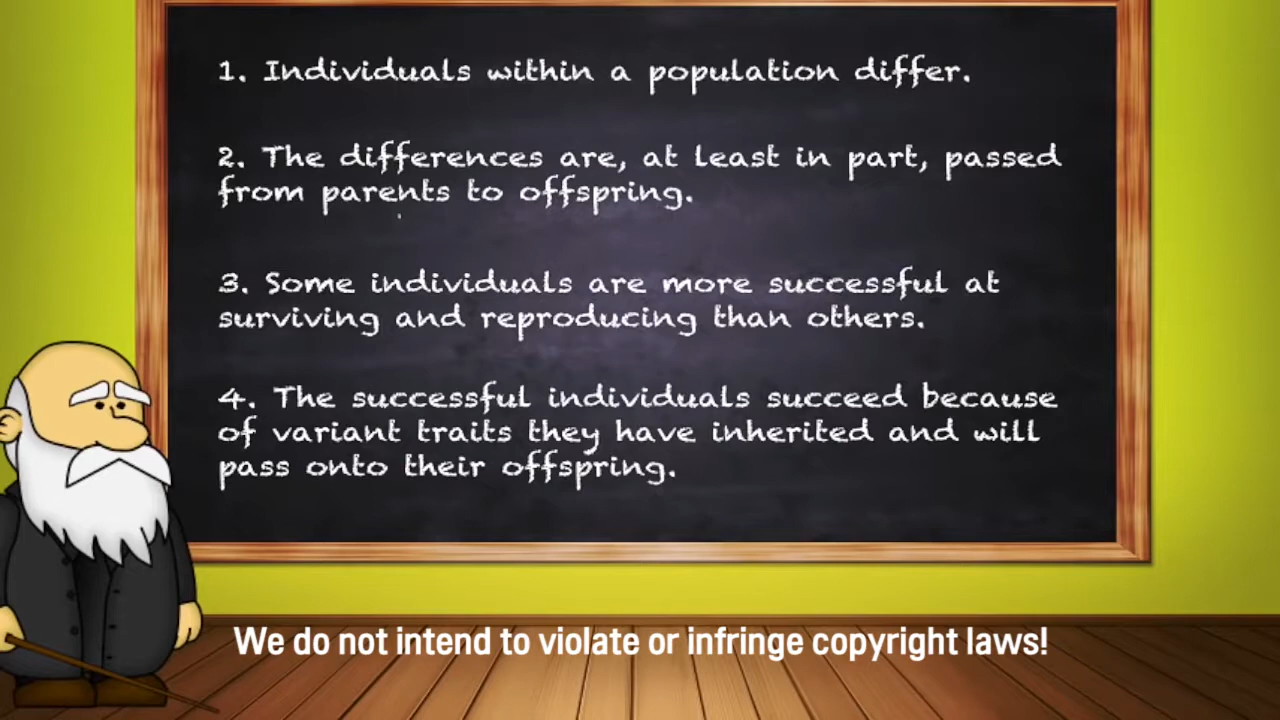 1. Individuals within a population differ.
2. The differences are, at least in part, passed
from parents to offspring.
3. Some individuals are more successful at
surviving and reproducing than others.
4. The successful individuals succeed because
of variant traits they have inherited and will
pass onto their offspring.
We do not intend to violate or infringe copyright laws!